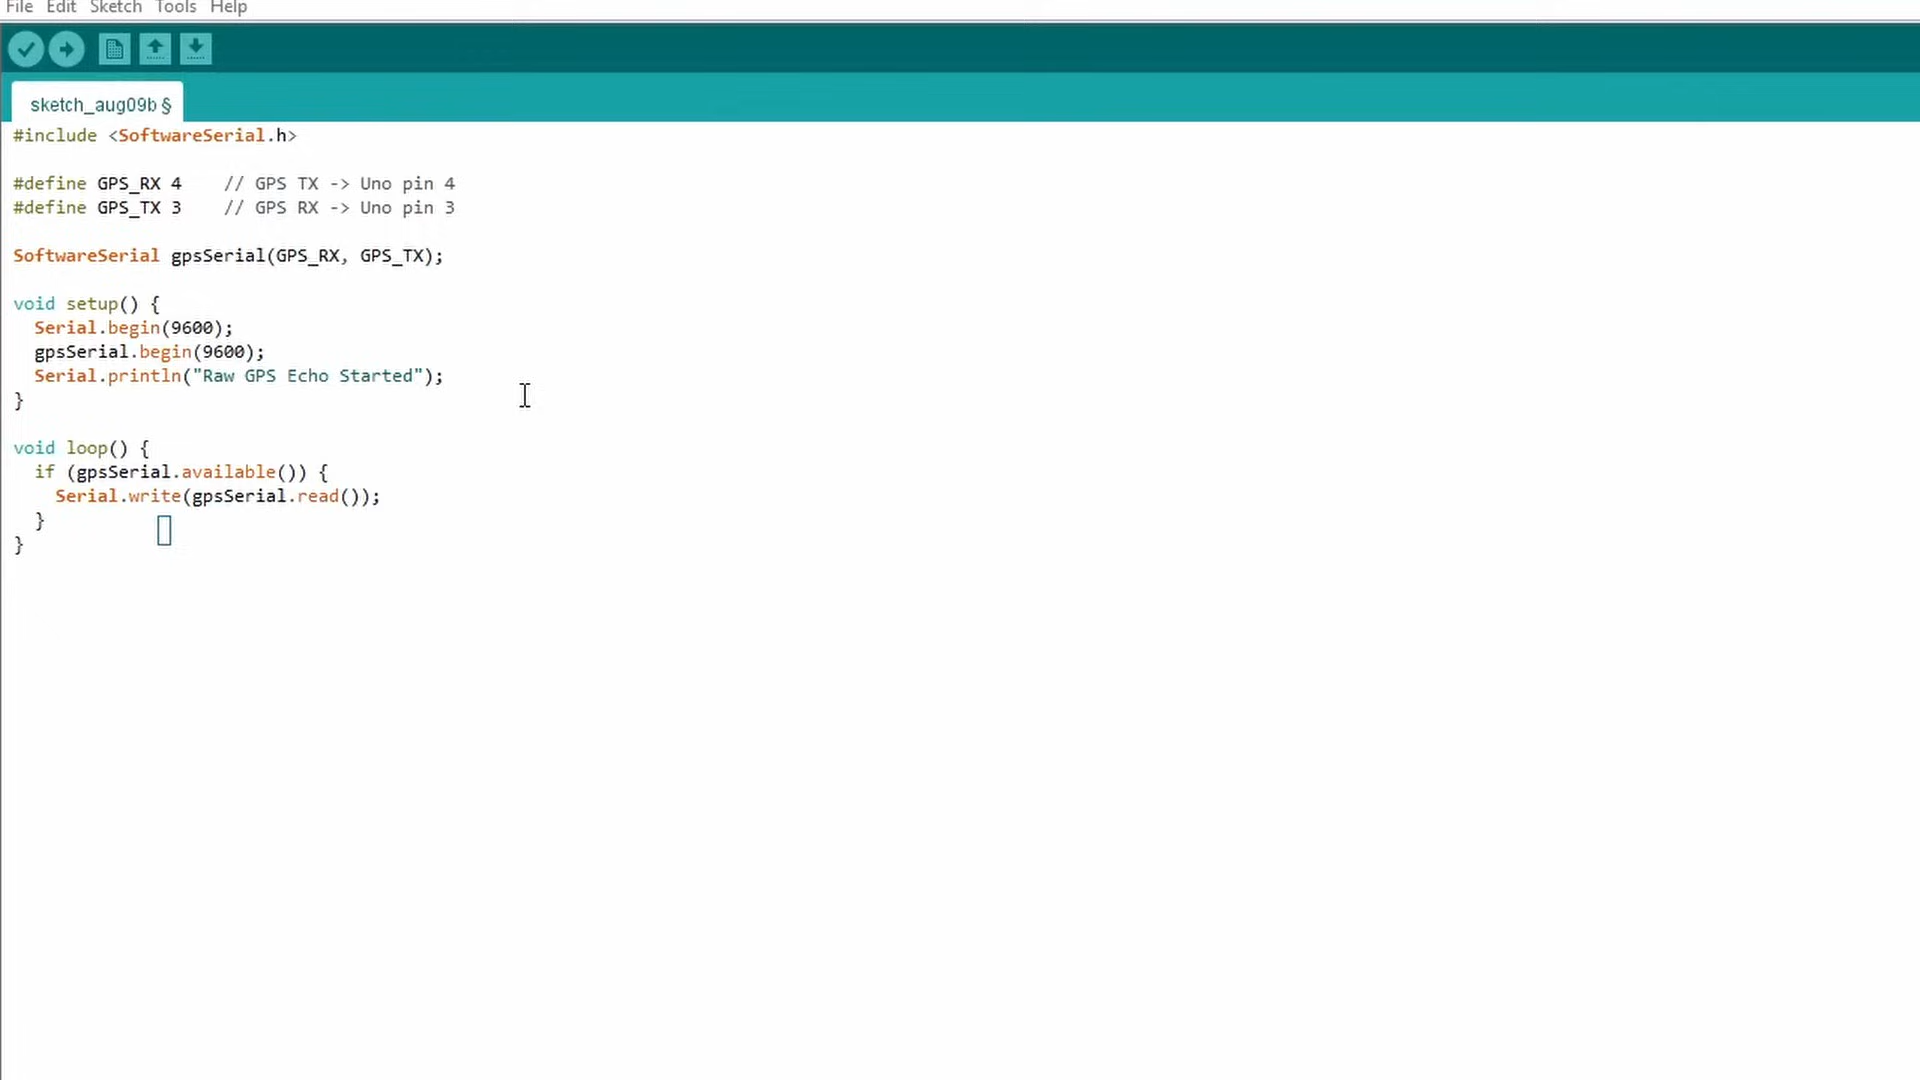 File Edit Sketch Tools Help
sketch_aug09b §
#include <SoftwareSerial.h>
#define GPS_RX 4    // GPS TX -> Uno pin 4
#define GPS_TX 3    // GPS RX -> Uno pin 3
SoftwareSerial gpsSerial(GPS_RX, GPS_TX);
void setup() {
  Serial.begin(9600);
  gpsSerial.begin(9600);
  Serial.println("Raw GPS Echo Started");
}
void loop() {
  if (gpsSerial.available()) {
    Serial.write(gpsSerial.read());
  }
}